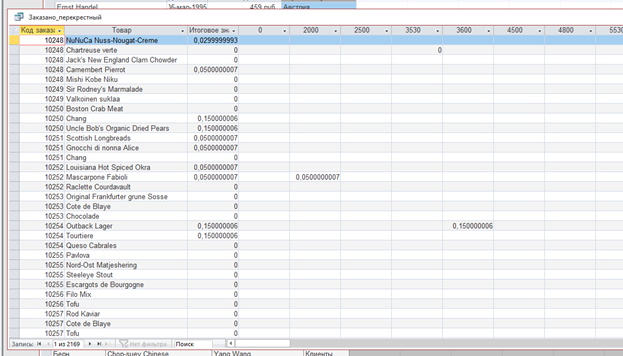 Ernst Handel 06-мар-1995 459 руб. Австрия
Заказано_перекрестный
Код заказа Товар Итоговое зн. 0 2000 2500 3530 3600 4500 4800 5530
10248 NuNuCa Nuss-Nougat-Creme 0,0299999993
10248 Chartreuse verte 0 0
10248 Jack's New England Clam Chowder 0
10248 Camembert Pierrot 0,0500000007
10248 Mishi Kobe Niku 0
10249 Sir Rodney's Marmalade 0
10249 Valkoinen suklaa 0
10250 Boston Crab Meat 0
10250 Chang 0,150000006
10250 Uncle Bob's Organic Dried Pears 0,150000006
10251 Scottish Longbreads 0,0500000007
10251 Gnocchi di nonna Alice 0,0500000007
10251 Chang 0
10252 Louisiana Hot Spiced Okra 0,0500000007
10252 Mascarpone Fabioli 0,0500000007 0,0500000007
10252 Raclette Courdavault 0
10253 Original Frankfurter grune Sosse 0
10253 Cote de Blaye 0
10253 Chocolade 0
10254 Outback Lager 0,150000006 0,150000006
10254 Tourtiere 0,150000006
10254 Queso Cabrales 0
10255 Pavlova 0
10255 Nord-Ost Matjeshering 0
10255 Steeleye Stout 0
10255 Escargots de Bourgogne 0
10256 Filo Mix 0
10256 Tofu 0
10257 Rod Kaviar 0
10257 Cote de Blaye 0
10257 Tofu 0
Запись: 1 из 2169 Нет фильтра Поиск
Берн Chop-suey Chinese Yang Wang Клиенты